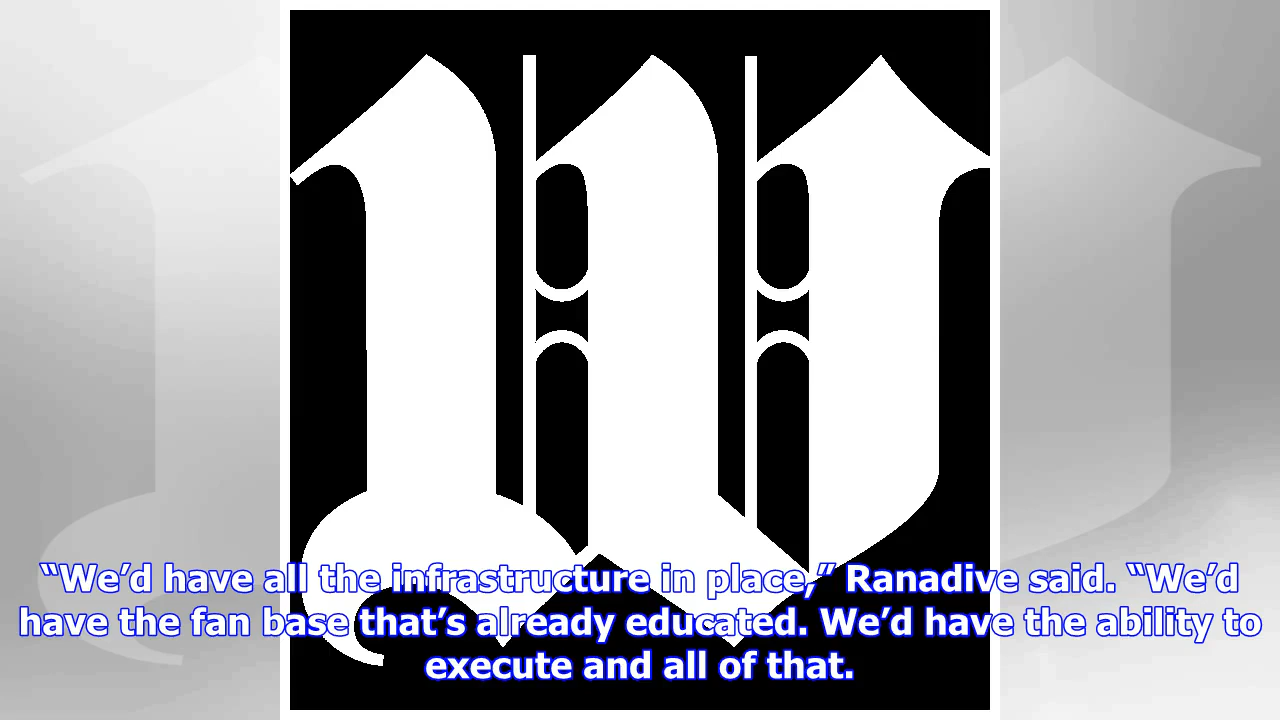 “We’d have all the infrastructure in place,” Ranadive said. “We’d
have the fan base that’s already educated. We’d have the ability to
execute and all of that.